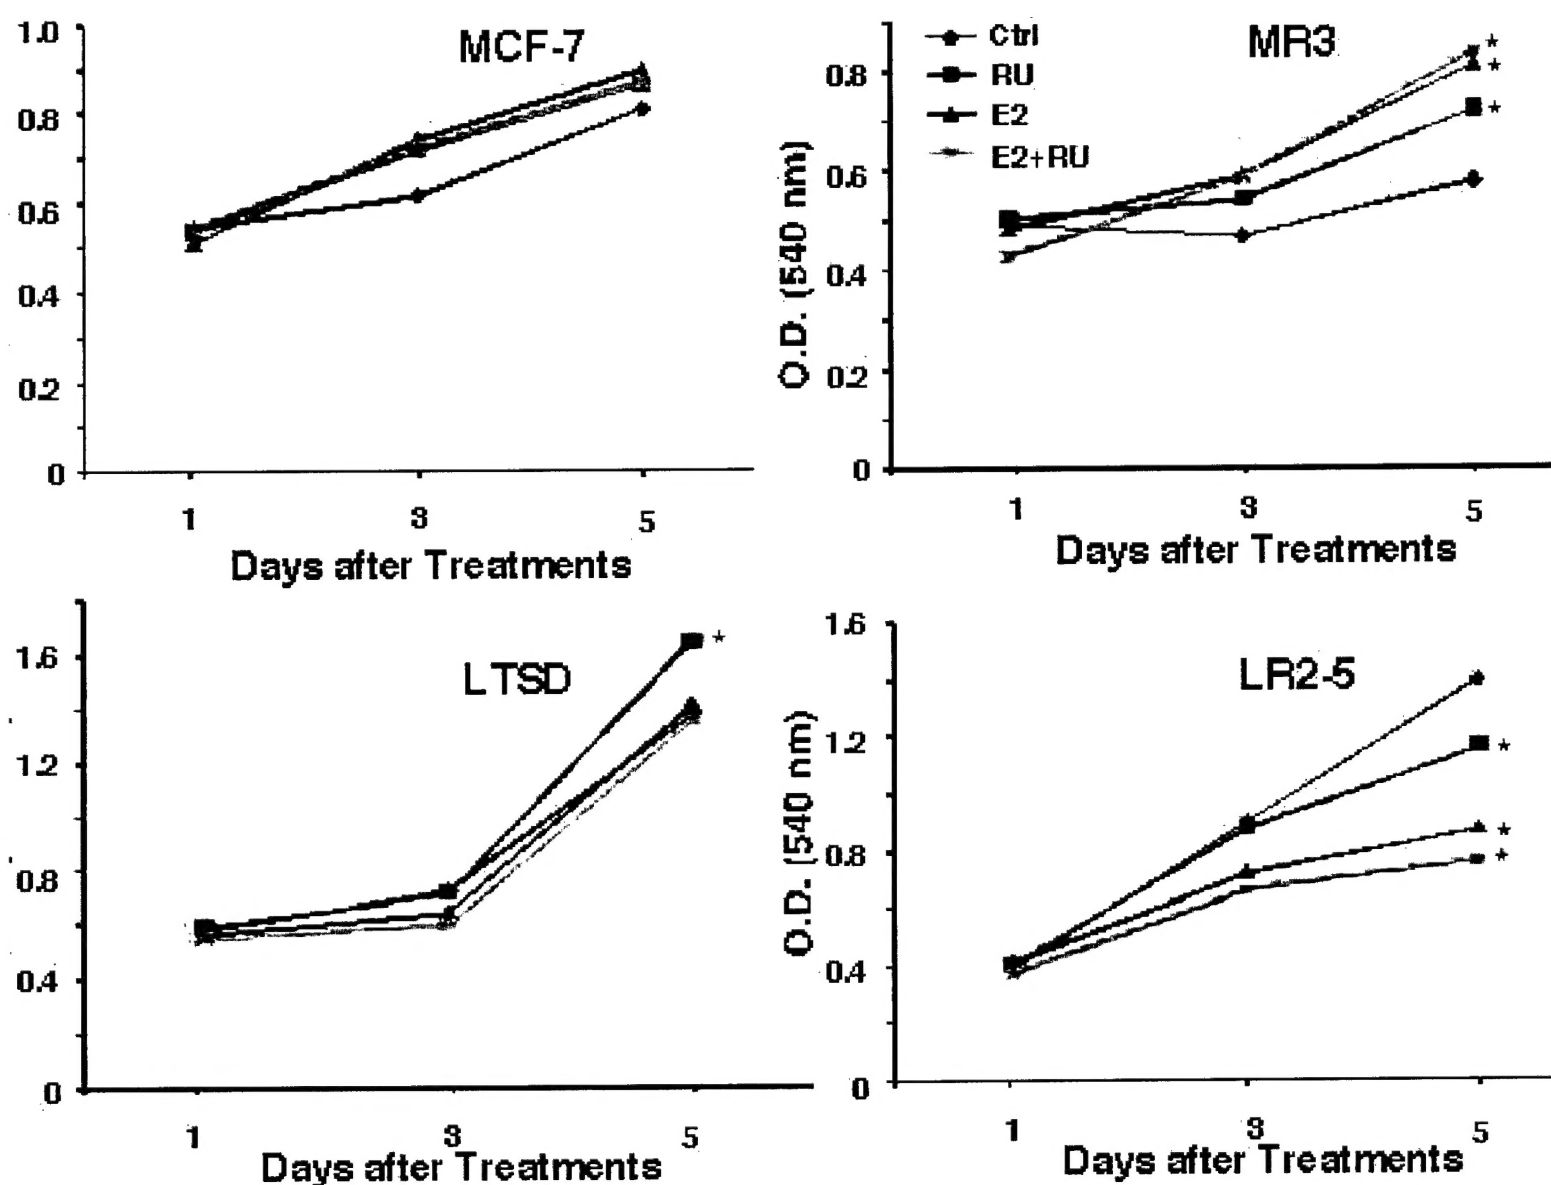 MCF-7
1.0
0.8
0.6
0.4
0.2
0
1 3 5
Days after Treatments
MR3
Ctrl
RU
E2
E2+RU
* 
*
*
O.D. (540 nm)
0.8
0.6
0.4
0.2
0
1 3 5
Days after Treatments
LTSD
*
1.6
1.2
0.8
0.4
0
1 3 5
Days after Treatments
LR2-5
*
*
*
O.D. (540 nm)
1.6
1.2
0.8
0.4
0
1 3 5
Days after Treatments